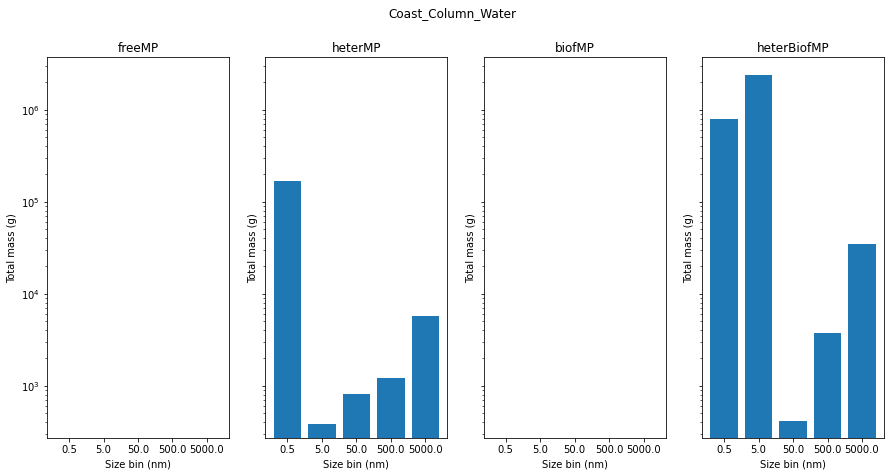 Coast_Column_Water
freeMP
heterMP
biofMP
heterBiofMP
Total mass (g)
10^6
10^5
10^4
10^3
0.5 5.0 50.0 500.0 5000.0
Size bin (nm)
Total mass (g)
0.5 5.0 50.0 500.0 5000.0
Size bin (nm)
Total mass (g)
0.5 5.0 50.0 500.0 5000.0
Size bin (nm)
Total mass (g)
0.5 5.0 50.0 500.0 5000.0
Size bin (nm)